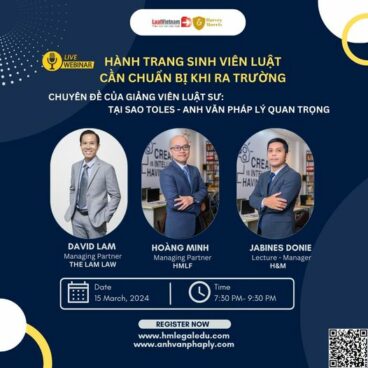 LuatVietnam
Harvey
Morris
LIVE
WEBINAR
HÀNH TRANG SINH VIÊN LUẬT
CẦN CHUẨN BỊ KHI RA TRƯỜNG
CHUYÊN ĐỀ CỦA GIẢNG VIÊN LUẬT SƯ:
TẠI SAO TOLES - ANH VĂN PHÁP LÝ QUAN TRỌNG
DAVID LAM
Managing Partner
THE LAM LAW
HOÀNG MINH
Managing Partner
HMLF
JABINES DONIE
Lecture - Manager
H&M
Date
15 March, 2024
Time
7:30 PM- 9:30 PM
REGISTER NOW
www.hmlegaledu.com
www.anhvanphaply.com